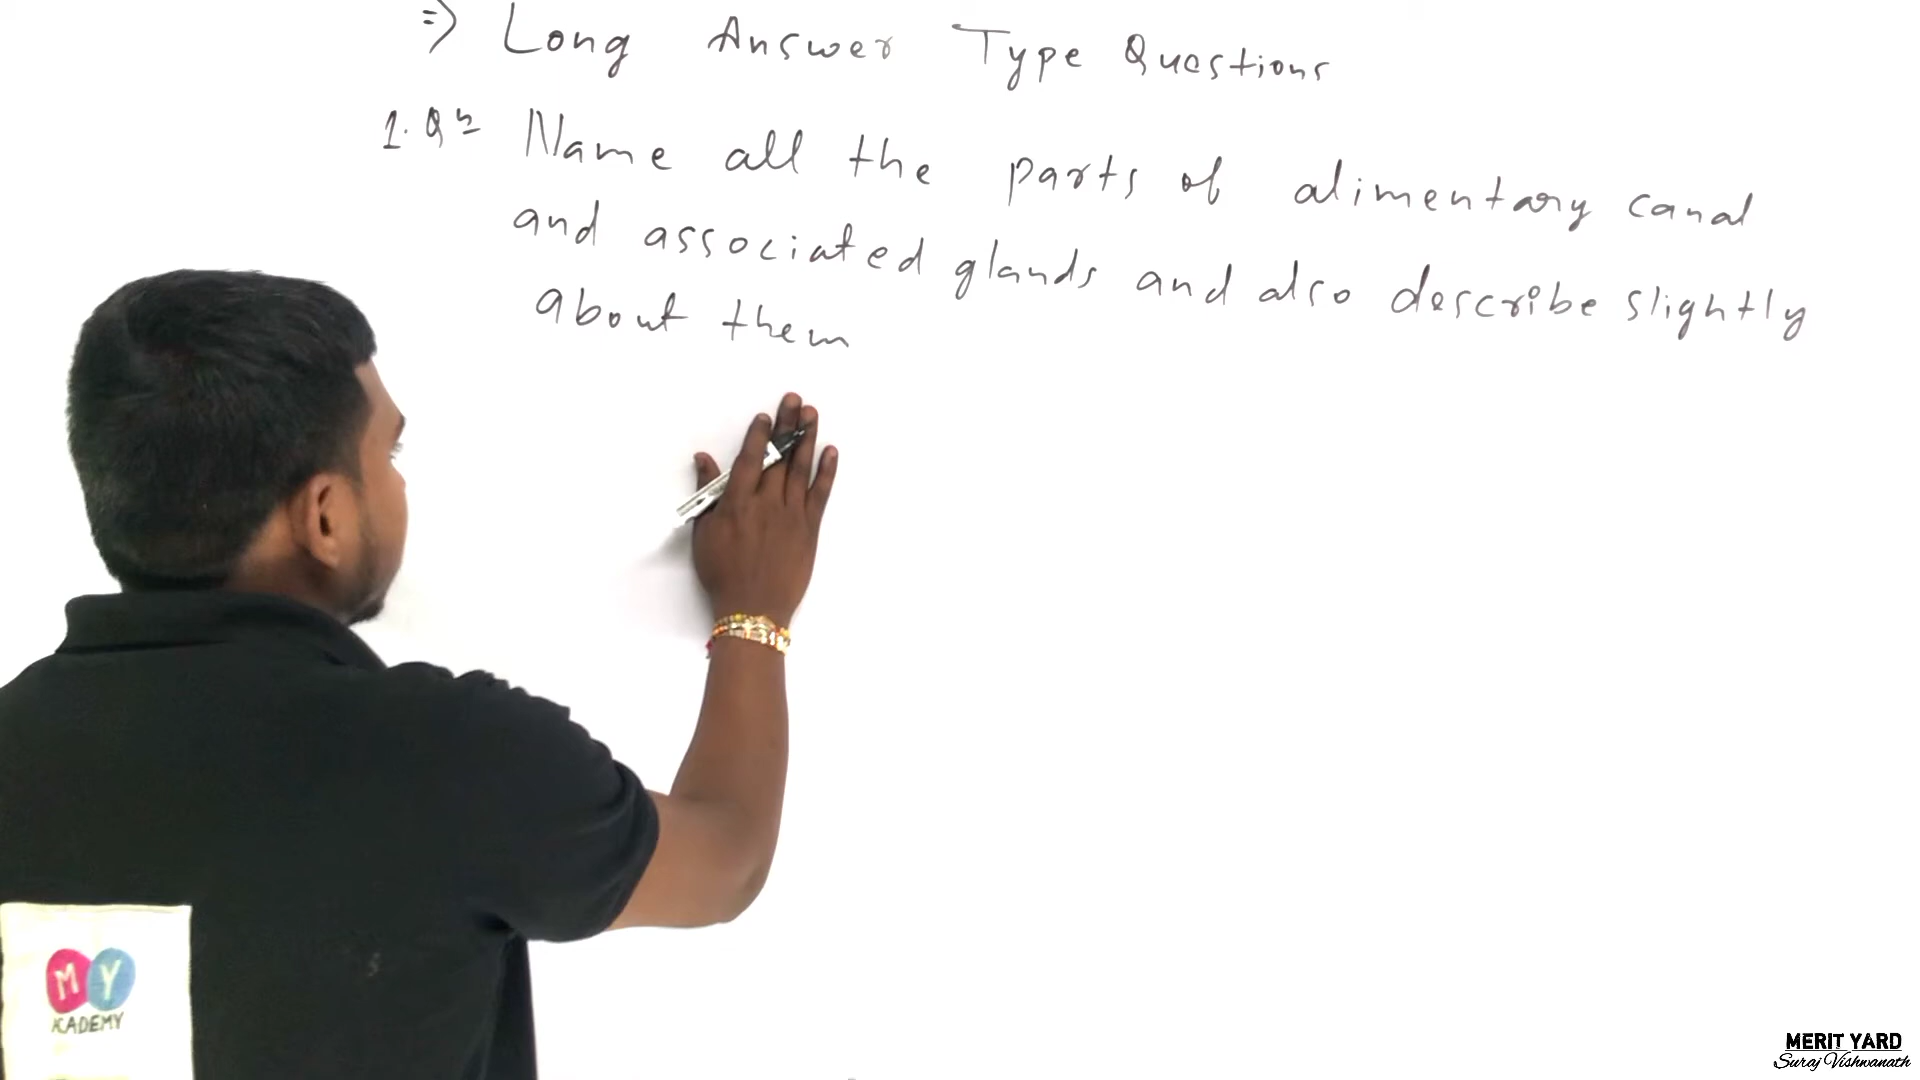 ⇒ Long Answer Type Questions
1. Qn Name all the parts of alimentary canal
and associated glands and also describe slightly
about them
M Y
KADEMY
MERIT YARD
Suraj Vishwanath